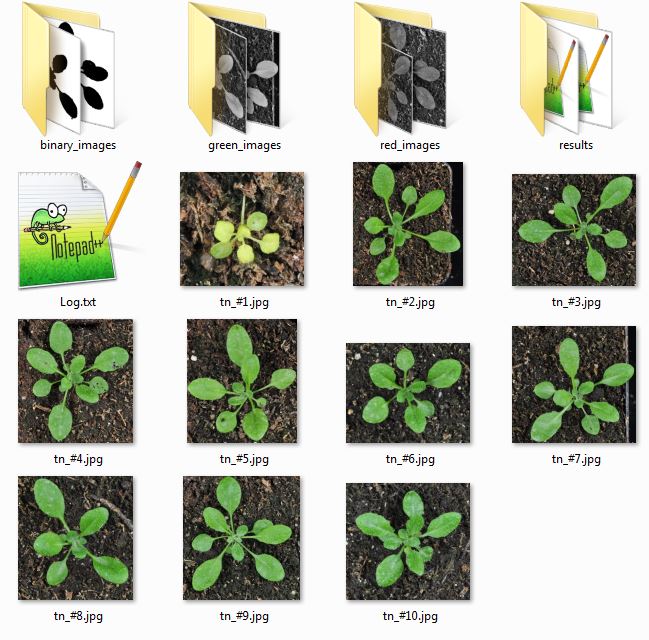 binary_images
green_images
red_images
results
Notepad++
Log.txt
tn_#1.jpg
tn_#2.jpg
tn_#3.jpg
tn_#4.jpg
tn_#5.jpg
tn_#6.jpg
tn_#7.jpg
tn_#8.jpg
tn_#9.jpg
tn_#10.jpg